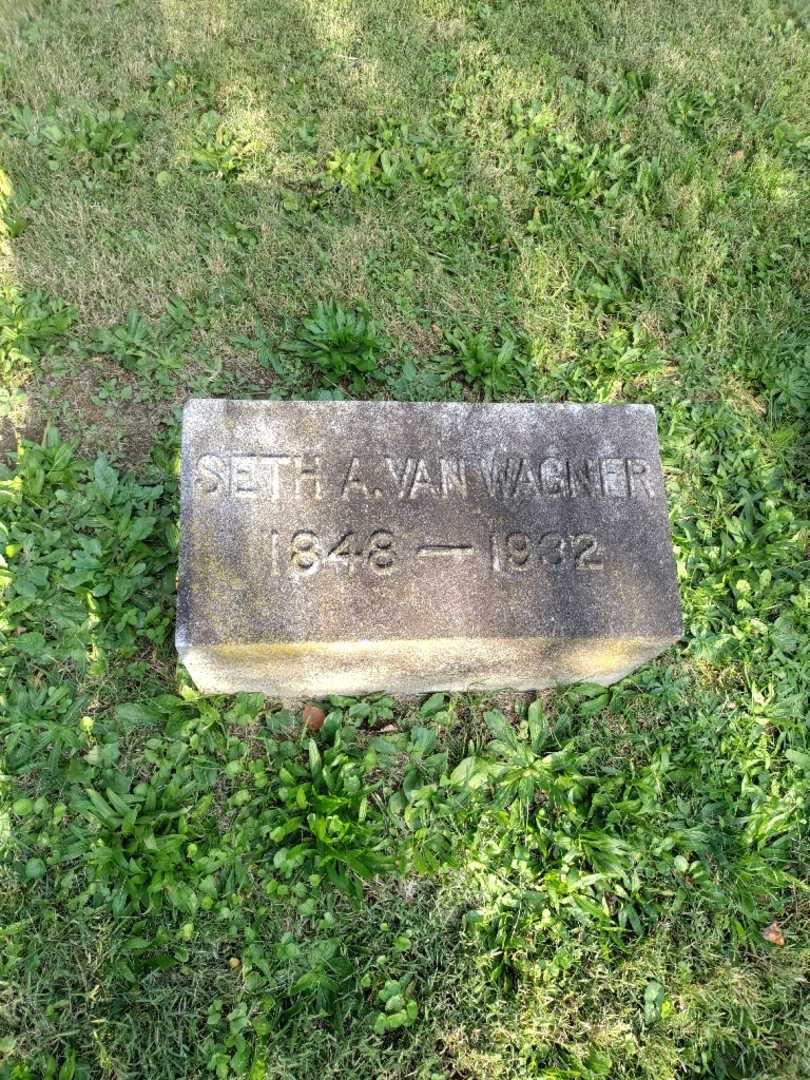 SETH A. VAN WAGNER
1848 — 1932